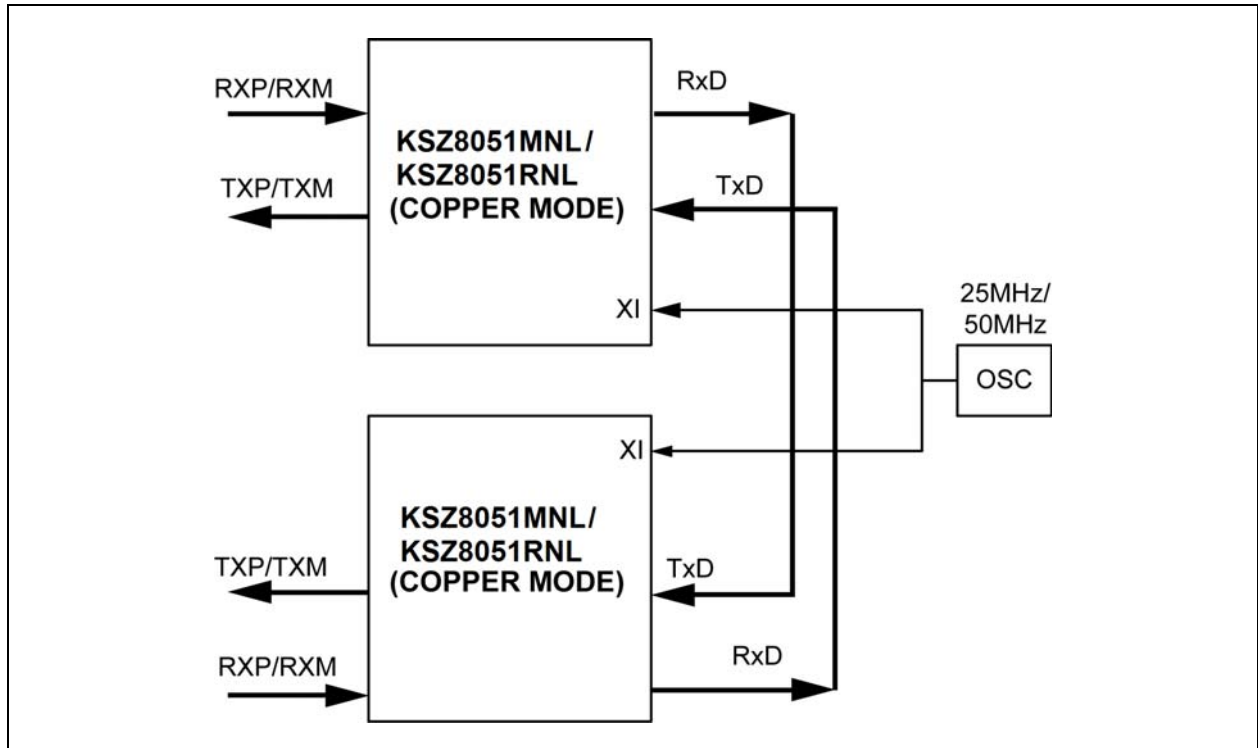 RXP/RXM
RxD
KSZ8051MNL/
KSZ8051RNL
(COPPER MODE)
TXP/TXM
TxD
XI
25MHz/
50MHz
OSC
XI
KSZ8051MNL/
KSZ8051RNL
(COPPER MODE)
TXP/TXM
TxD
RXP/RXM
RxD